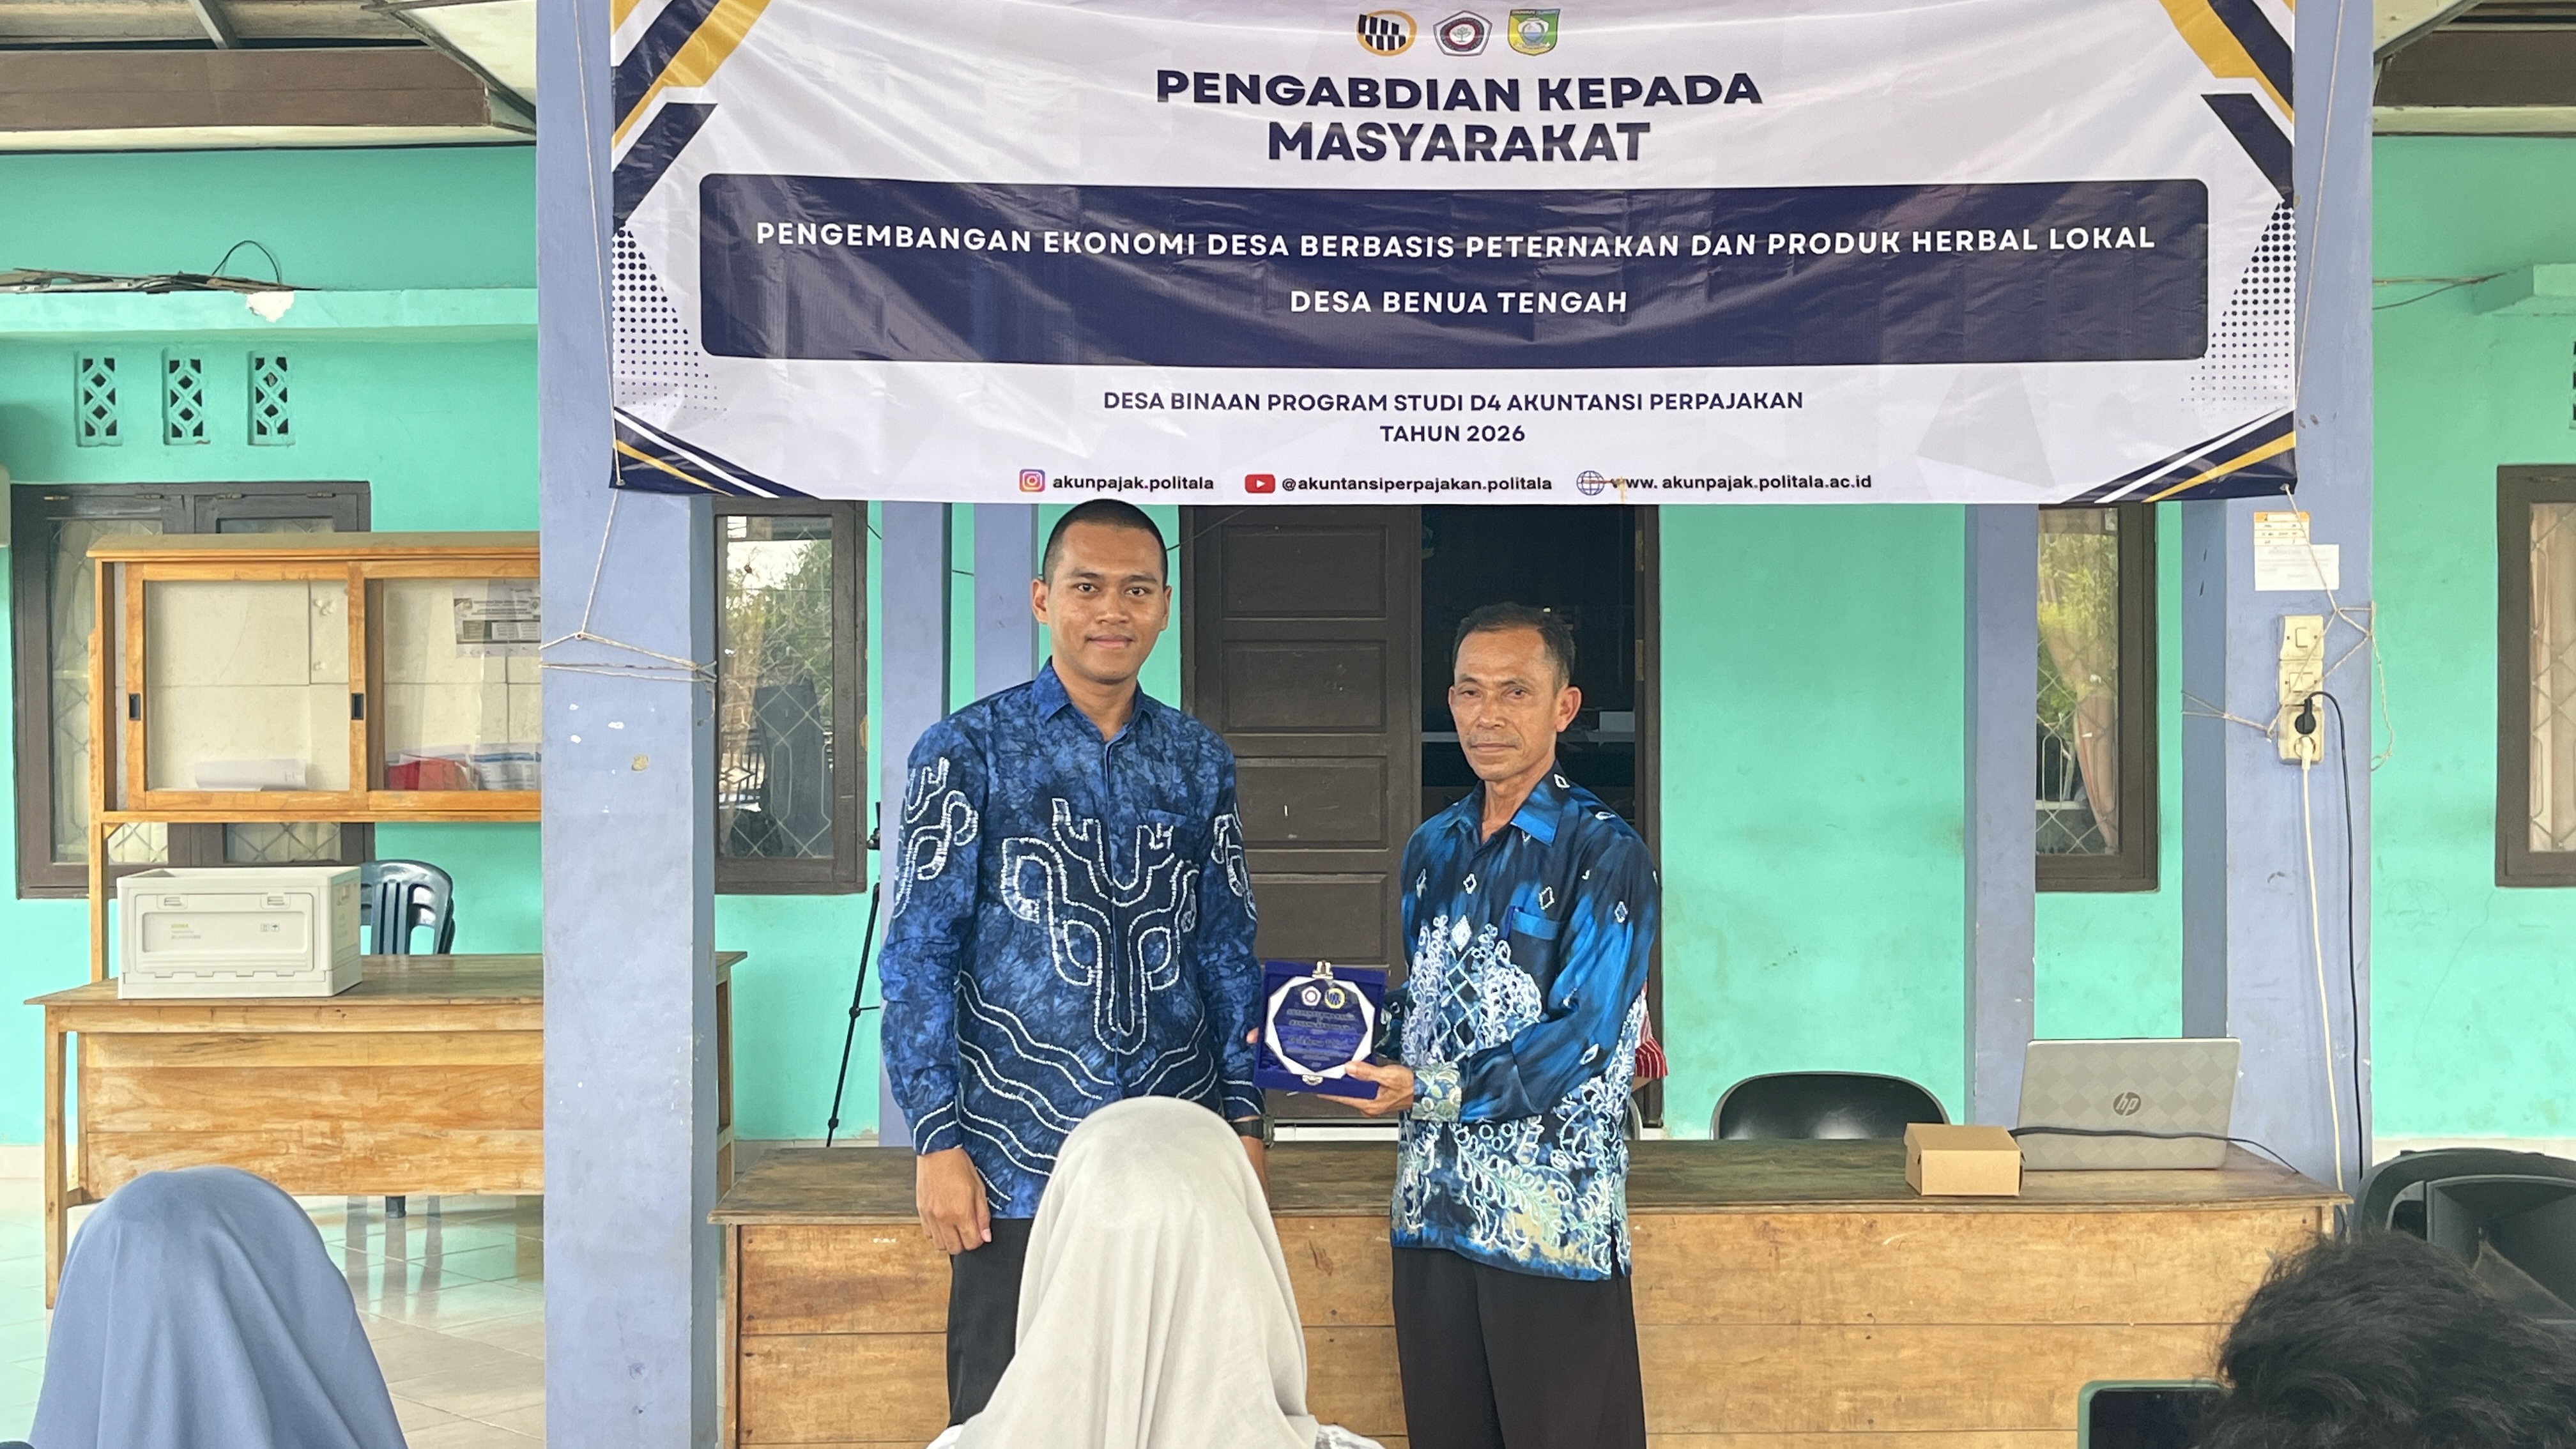 PENGABDIAN KEPADA
MASYARAKAT
PENGEMBANGAN EKONOMI DESA BERBASIS PETERNAKAN DAN PRODUK HERBAL LOKAL
DESA BENUA TENGAH
DESA BINAAN PROGRAM STUDI D4 AKUNTANSI PERPAJAKAN
TAHUN 2026
akunpajak.politala @akuntansiperpajakan.politala www. akunpajak.politala.ac.id
hp